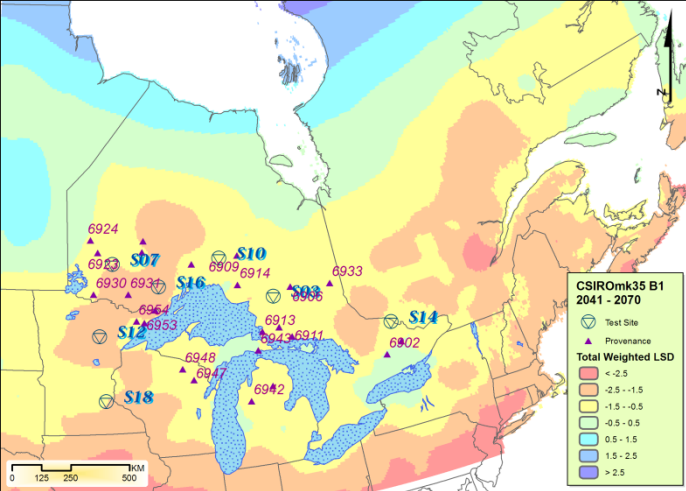 N
6924
S07
6923
S10
6909
6914
6933
6930
6931
S16
S03
6906
6954
6953
S12
6913
6911
6943
S14
6902
6948
6947
6942
S18
CSIROmk35 B1
2041 - 2070
Test Site
Provenance
Total Weighted LSD
< -2.5
-2.5 - -1.5
-1.5 - -0.5
-0.5 - 0.5
0.5 - 1.5
1.5 - 2.5
> 2.5
KM
0 125 250 500